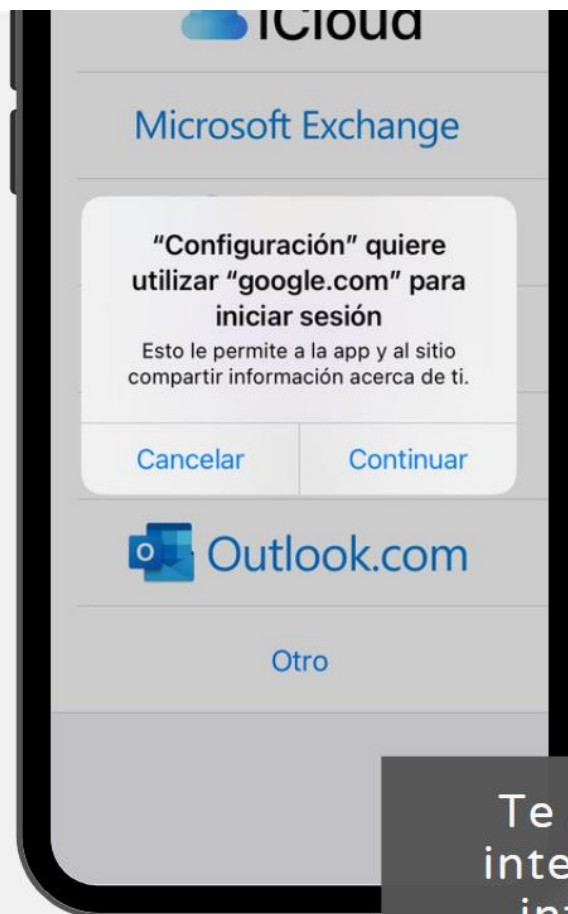 iCloud
Microsoft Exchange
“Configuración” quiere
utilizar “google.com” para
iniciar sesión
Esto le permite a la app y al sitio
compartir información acerca de ti.
Cancelar
Continuar
Outlook.com
Otro
Te